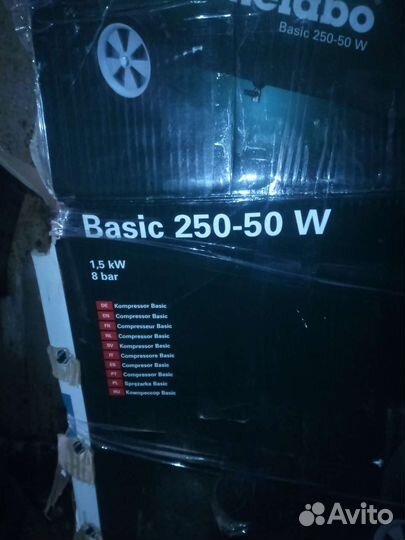 metabo
Basic 250-50 W
Basic 250-50 W
1,5 kW
8 bar
DE Kompressor Basic
EN Compressor Basic
FR Compresseur Basic
NL Compressor Basic
SV Kompressor Basic
IT Compressore Basic
ES Compresor Basic
PT Compressor Basic
PL Sprężarka Basic
RU Компрессор Basic
Avito